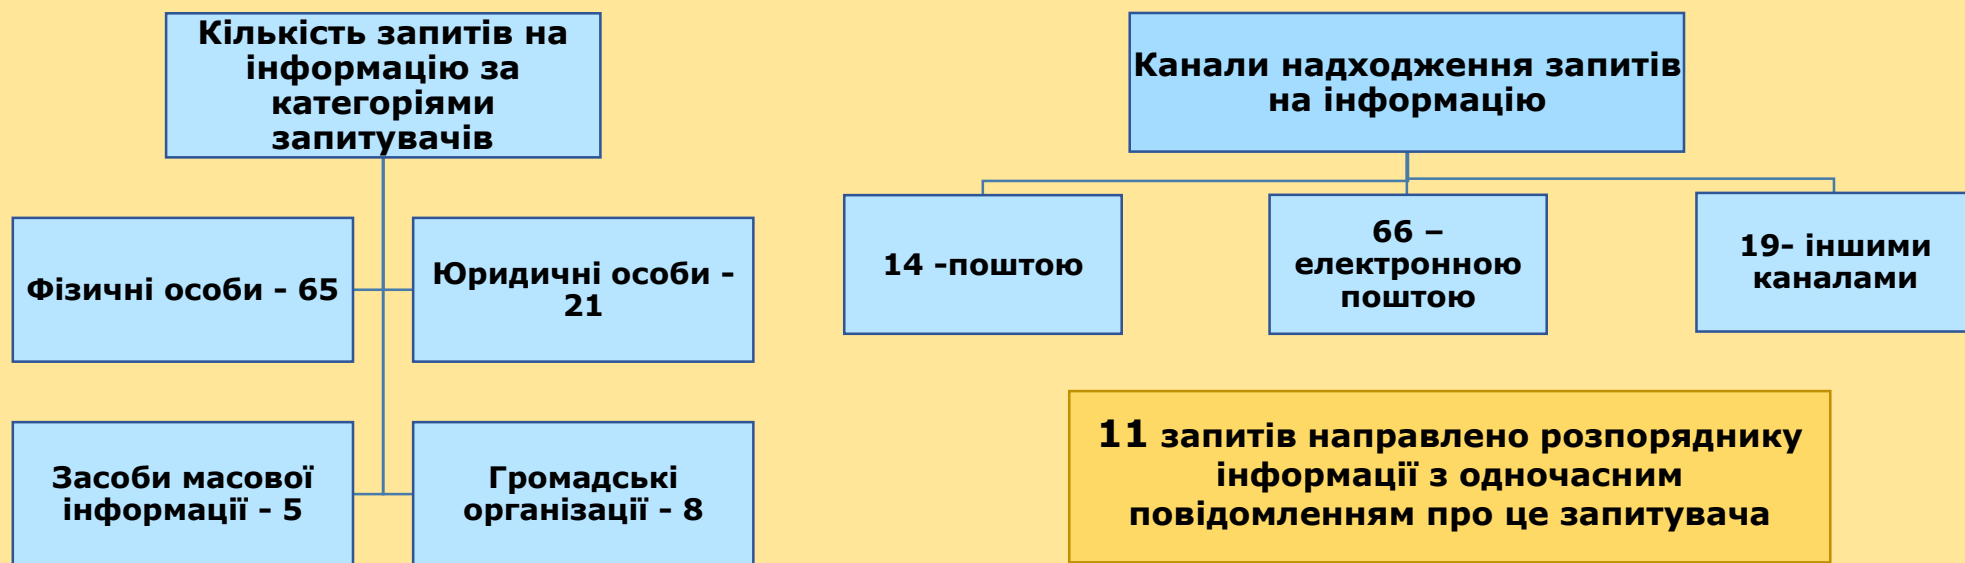 Кількість запитів на
інформацію за
категоріями
запитувачів
Фізичні особи - 65
Юридичні особи -
21
Засоби масової
інформації - 5
Громадські
організації - 8
Канали надходження запитів
на інформацію
14 -поштою
66 –
електронною
поштою
19- іншими
каналами
11 запитів направлено розпоряднику
інформації з одночасним
повідомленням про це запитувача